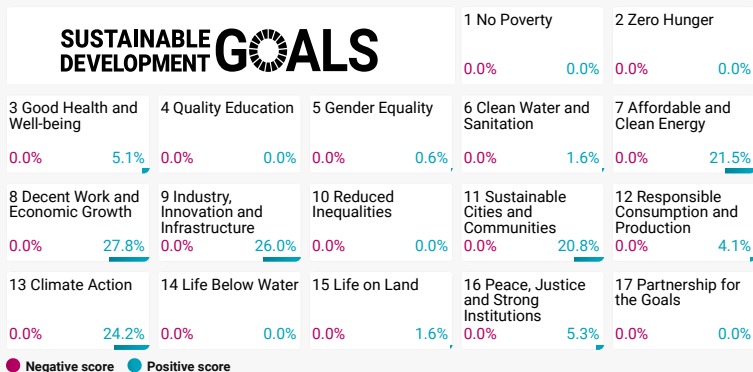 SUSTAINABLE
DEVELOPMENT
GOALS
1 No Poverty
0.0% 0.0%
2 Zero Hunger
0.0% 0.0%
3 Good Health and
Well-being
0.0% 5.1%
4 Quality Education
0.0% 0.0%
5 Gender Equality
0.0% 0.6%
6 Clean Water and
Sanitation
0.0% 1.6%
7 Affordable and
Clean Energy
0.0% 21.5%
8 Decent Work and
Economic Growth
0.0% 27.8%
9 Industry,
Innovation and
Infrastructure
0.0% 26.0%
10 Reduced
Inequalities
0.0% 0.0%
11 Sustainable
Cities and
Communities
0.0% 20.8%
12 Responsible
Consumption and
Production
0.0% 4.1%
13 Climate Action
0.0% 24.2%
14 Life Below Water
0.0% 0.0%
15 Life on Land
0.0% 1.6%
16 Peace, Justice
and Strong
Institutions
0.0% 5.3%
17 Partnership for
the Goals
0.0% 0.0%
Negative score Positive score